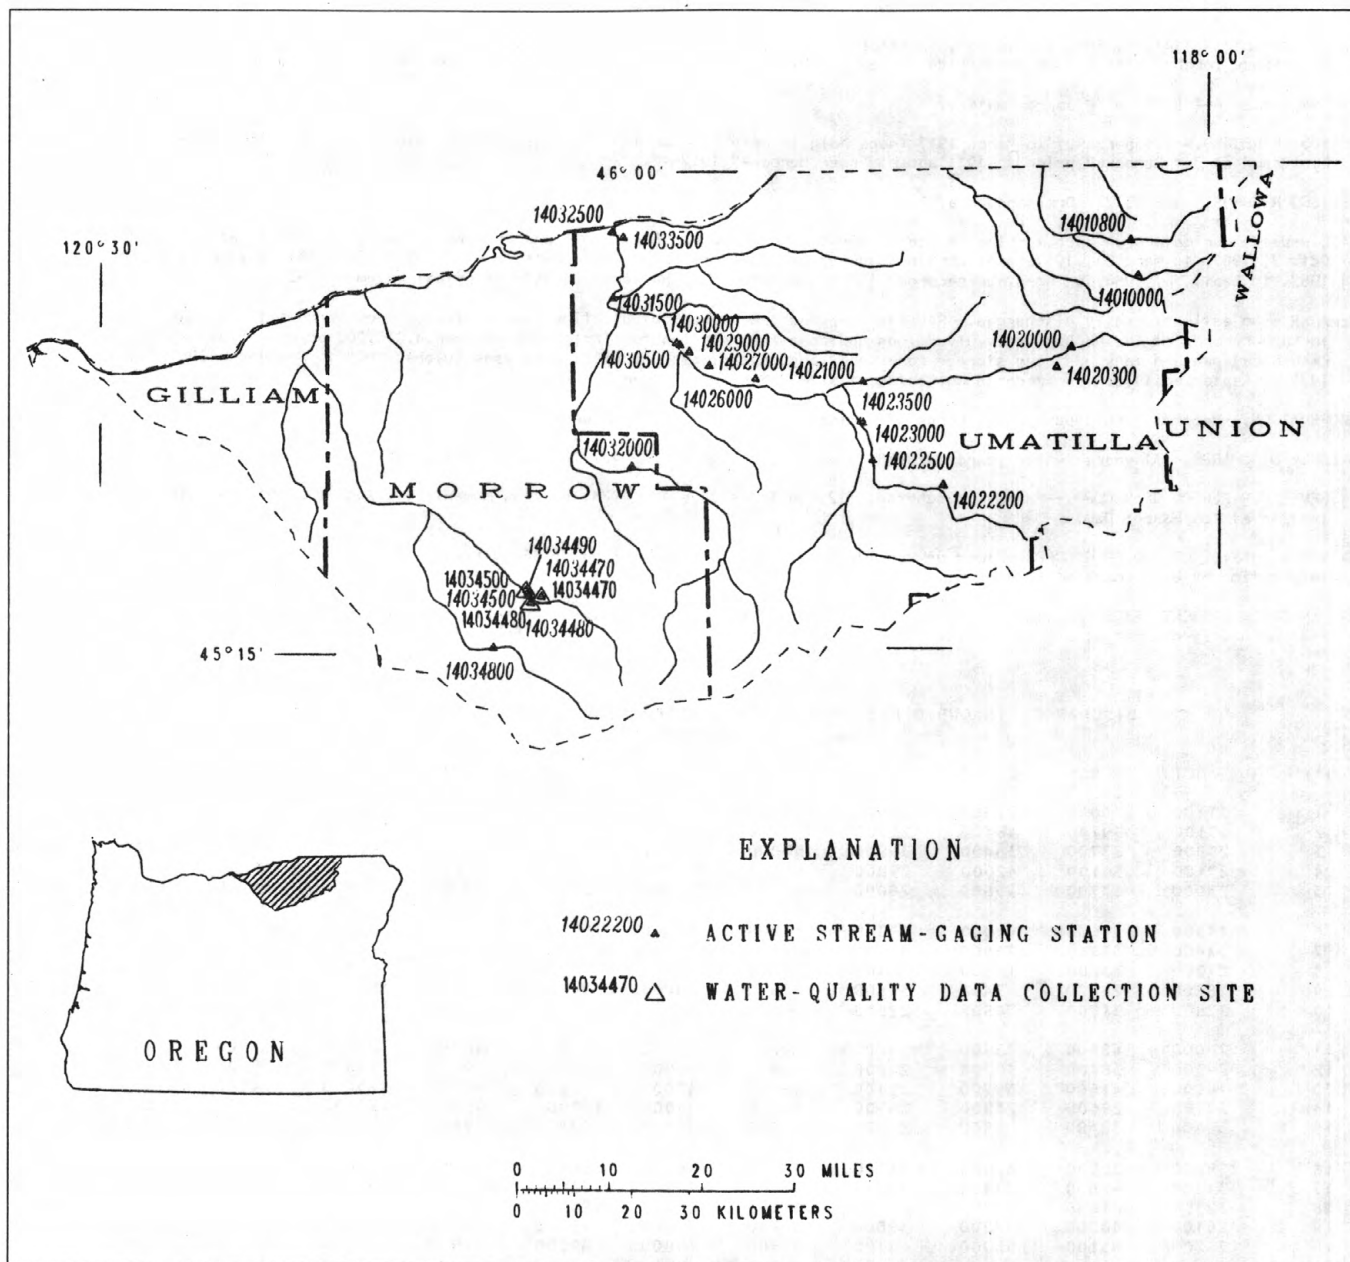 118° 00'
46° 00'
WALLOWA
14010800
14032500
14033500
120° 30'
14010000
14031500
14030000
14029000
14020000
14030500
14027000
14021000
14020300
GILLIAM
14026000
14023500
14023000
UMATILLA
UNION
14032000
14022500
MORROW
14022200
14034490
14034470
14034500
14034470
14034500
14034480
14034480
45° 15'
14034800
EXPLANATION
14022200 ACTIVE STREAM-GAGING STATION
14034470 WATER-QUALITY DATA COLLECTION SITE
OREGON
0 10 20 30 MILES
0 10 20 30 KILOMETERS